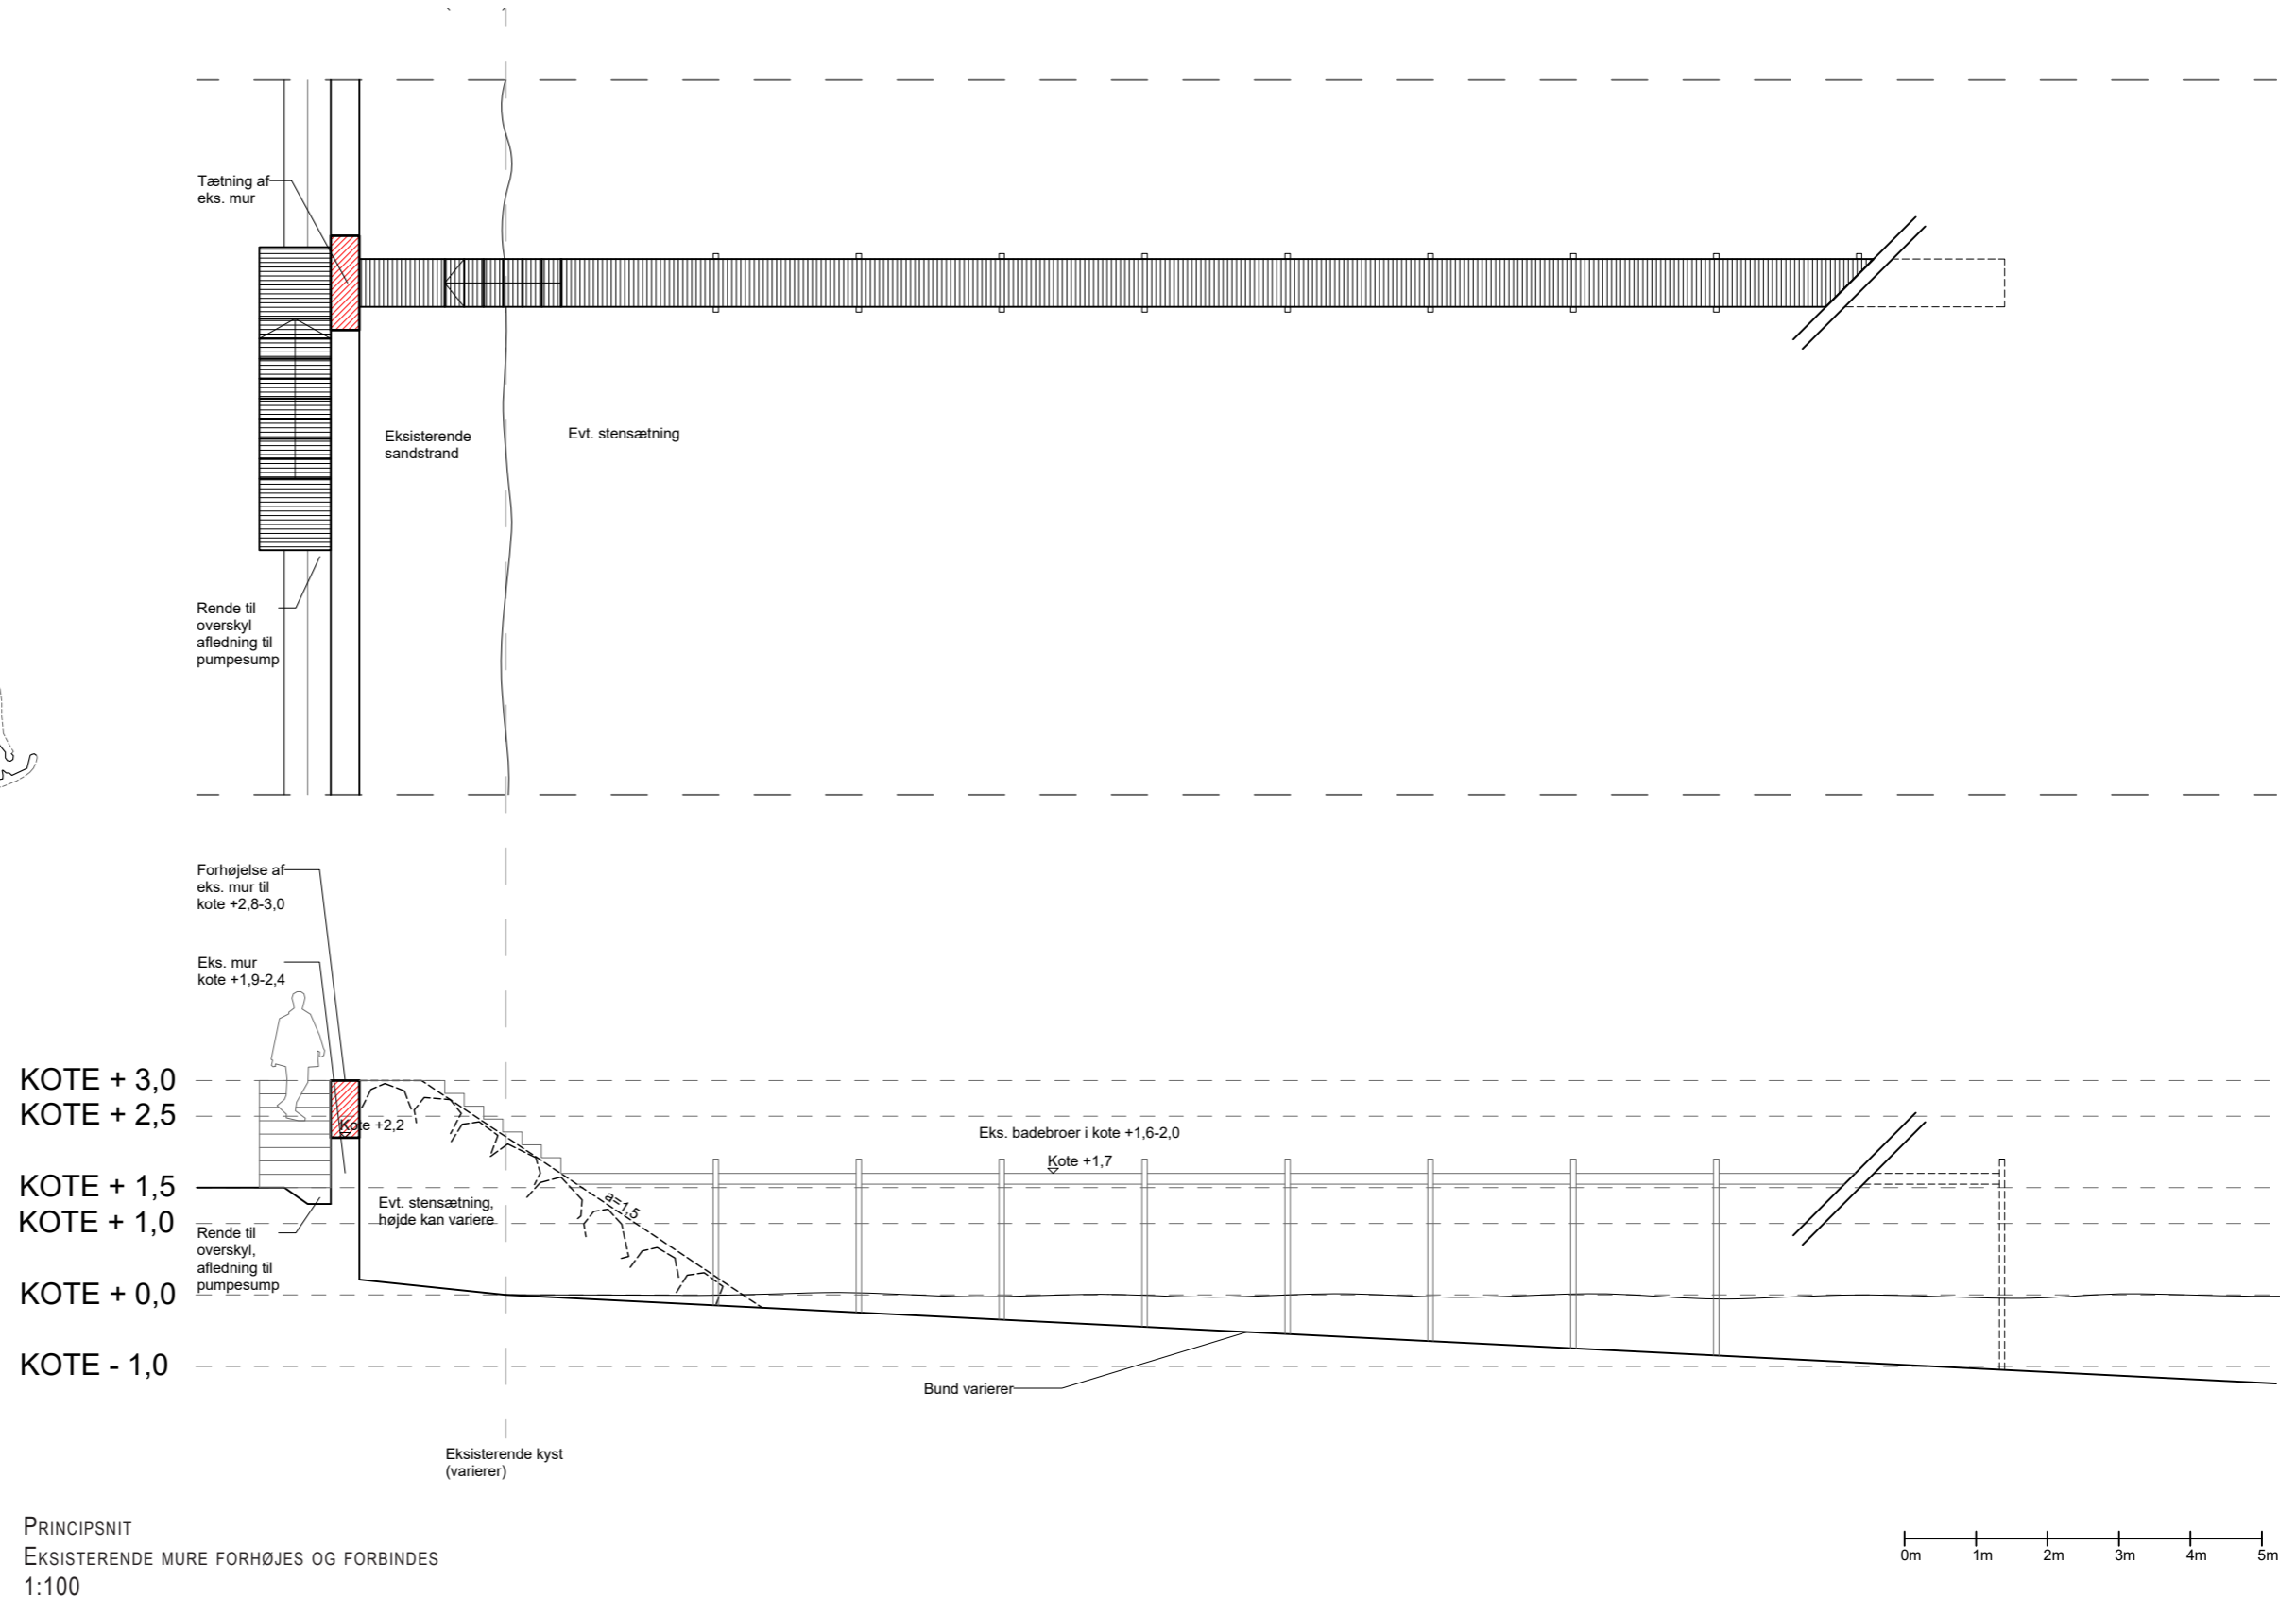 Tætning af
eks. mur
Eksisterende
sandstrand
Evt. stensætning
Rende til
overskyl
afledning til
pumpesump
Forhøjelse af
eks. mur til
kote +2,8-3,0
Eks. mur
kote +1,9-2,4
KOTE + 3,0
KOTE + 2,5
Kote +2,2
Eks. badebroer i kote +1,6-2,0
Kote +1,7
KOTE + 1,5
Evt. stensætning,
højde kan variere
a=1,5
KOTE + 1,0
Rende til
overskyl,
afledning til
pumpesump
KOTE + 0,0
KOTE - 1,0
Bund varierer
Eksisterende kyst
(varierer)
PRINCIPSNIT
EKSISTERENDE MURE FORHØJES OG FORBINDES
1:100
0m 1m 2m 3m 4m 5m